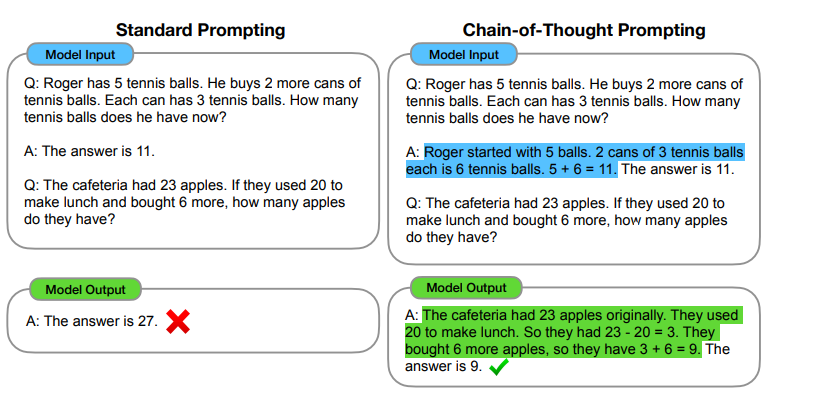 Standard Prompting
Model Input
Q: Roger has 5 tennis balls. He buys 2 more cans of
tennis balls. Each can has 3 tennis balls. How many
tennis balls does he have now?
A: The answer is 11.
Q: The cafeteria had 23 apples. If they used 20 to
make lunch and bought 6 more, how many apples
do they have?
Model Output
A: The answer is 27.
Chain-of-Thought Prompting
Model Input
Q: Roger has 5 tennis balls. He buys 2 more cans of
tennis balls. Each can has 3 tennis balls. How many
tennis balls does he have now?
A: Roger started with 5 balls. 2 cans of 3 tennis balls
each is 6 tennis balls. 5 + 6 = 11. The answer is 11.
Q: The cafeteria had 23 apples. If they used 20 to
make lunch and bought 6 more, how many apples
do they have?
Model Output
A: The cafeteria had 23 apples originally. They used
20 to make lunch. So they had 23 - 20 = 3. They
bought 6 more apples, so they have 3 + 6 = 9. The
answer is 9.